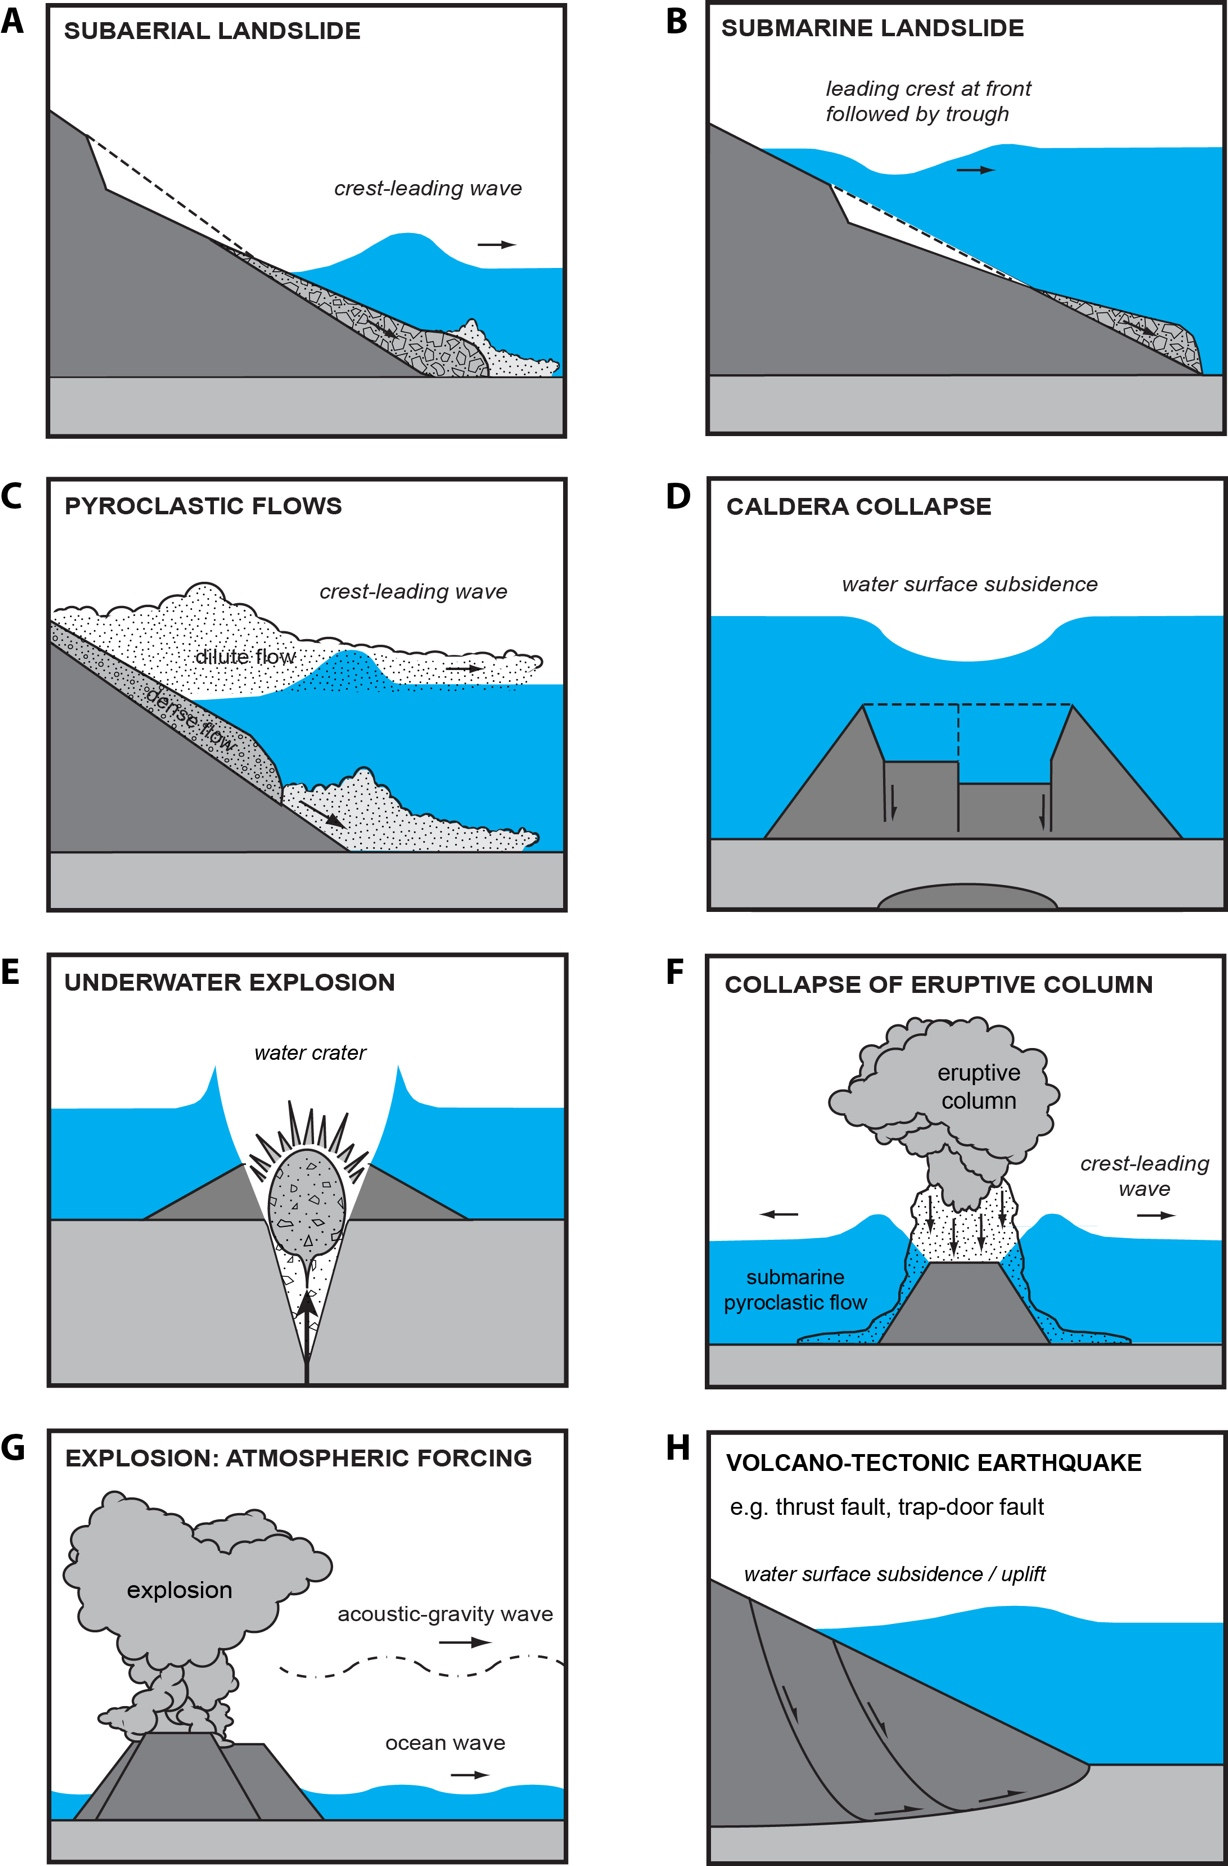 A
SUBAERIAL LANDSLIDE
crest-leading wave
B
SUBMARINE LANDSLIDE
leading crest at front
followed by trough
C
PYROCLASTIC FLOWS
crest-leading wave
dilute flow
dense flow
D
CALDERA COLLAPSE
water surface subsidence
E
UNDERWATER EXPLOSION
water crater
F
COLLAPSE OF ERUPTIVE COLUMN
eruptive
column
crest-leading
wave
submarine
pyroclastic flow
G
EXPLOSION: ATMOSPHERIC FORCING
explosion
acoustic-gravity wave
ocean wave
H
VOLCANO-TECTONIC EARTHQUAKE
e.g. thrust fault, trap-door fault
water surface subsidence / uplift